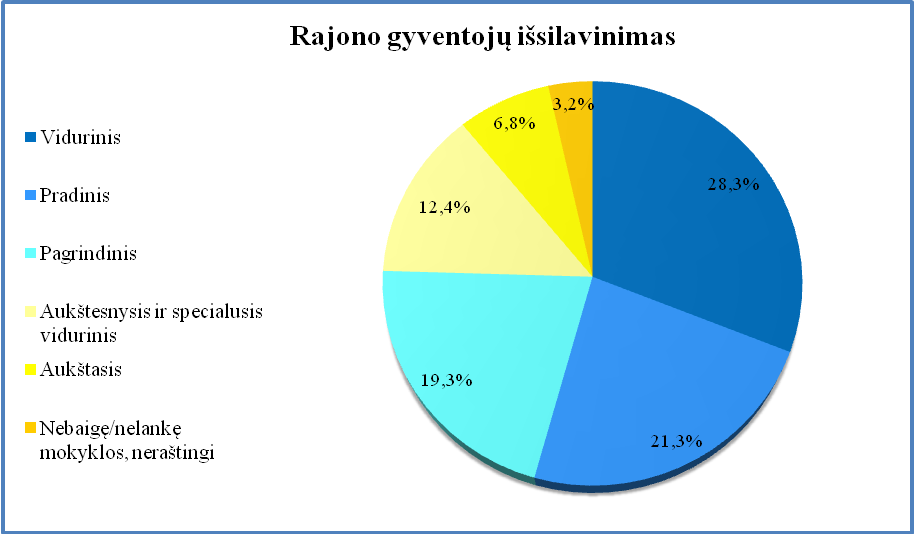 Rajono gyventojų išsilavinimas
Vidurinis
Pradinis
Pagrindinis
Aukštesnysis ir specialusis
vidurinis
Aukštasis
Nebaigę/nelankę
mokyklos, neraštingi
3,2%
6,8%
28,3%
12,4%
19,3%
21,3%